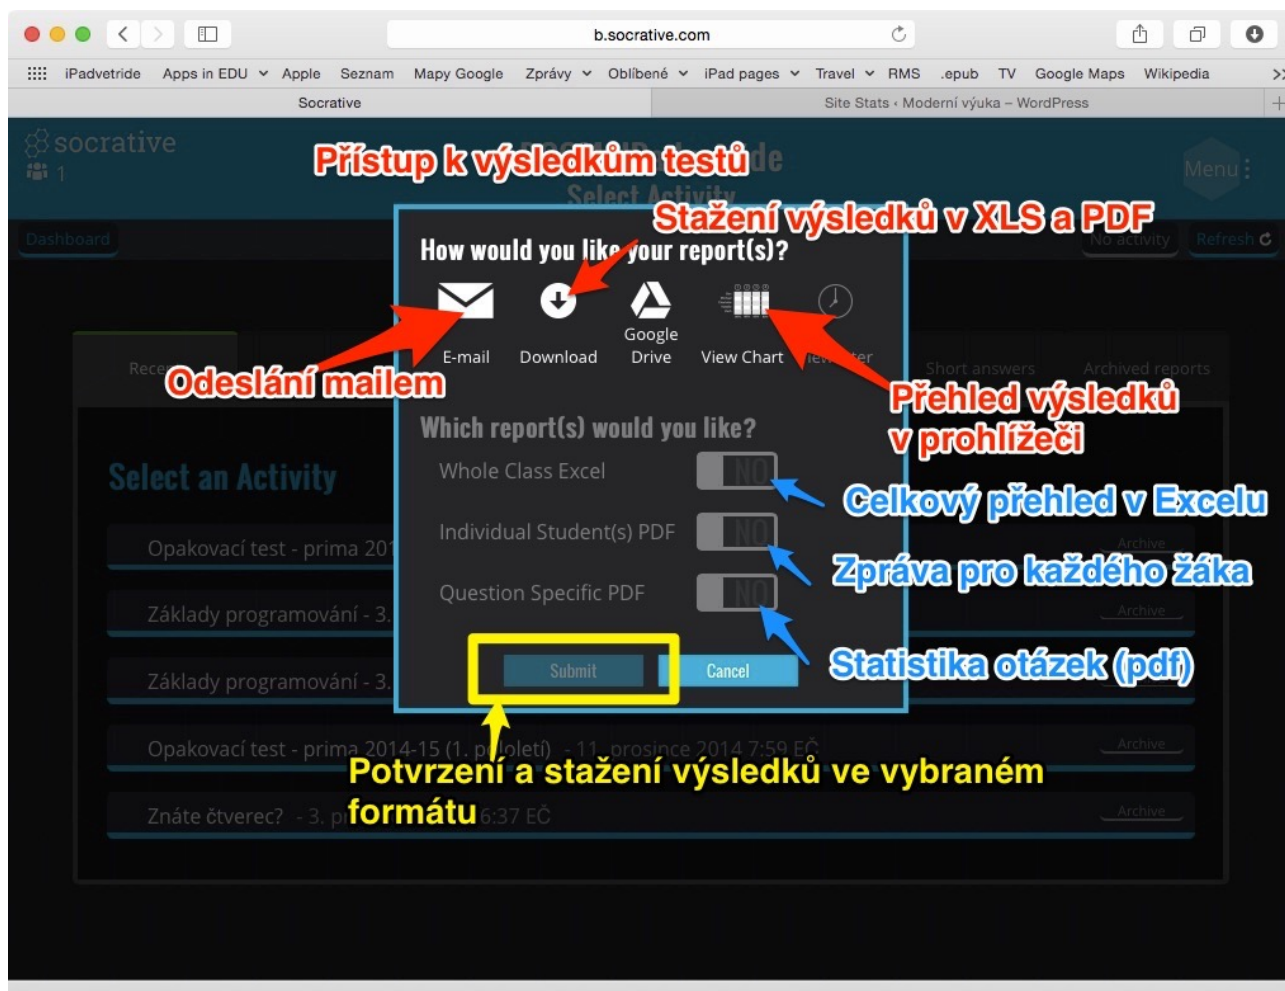 b.socrative.com
iPadvetride Apps in EDU Apple Seznam Mapy Google Zprávy Oblíbené iPad pages Travel RMS .epub TV Google Maps Wikipedia >>
Socrative
Site Stats ‹ Moderní výuka – WordPress
socrative
1
Přístup k výsledkům testů
Select Activity
Menu
Stažení výsledků v XLS a PDF
Dashboard
No activity
Refresh
How would you like your report(s)?
E-mail
Download
Google
Drive
View Chart
Short answers
Archived reports
Odeslání mailem
Přehled výsledků
v prohlížeči
Which report(s) would you like?
Select an Activity
Whole Class Excel
NO
Celkový přehled v Excelu
Individual Student(s) PDF
NO
Opakovací test - prima
Archive
Zpráva pro každého žáka
Question Specific PDF
NO
Základy programování - 3.
Archive
Submit
Cancel
Statistika otázek (pdf)
Základy programování - 3.
Opakovací test - prima 2014-15 (1. pololetí) - 11. prosince 2014 7:59 EČ
Archive
Potvrzení a stažení výsledků ve vybraném
formátu
Znáte čtverec? - 3. 6:37 EČ
Archive